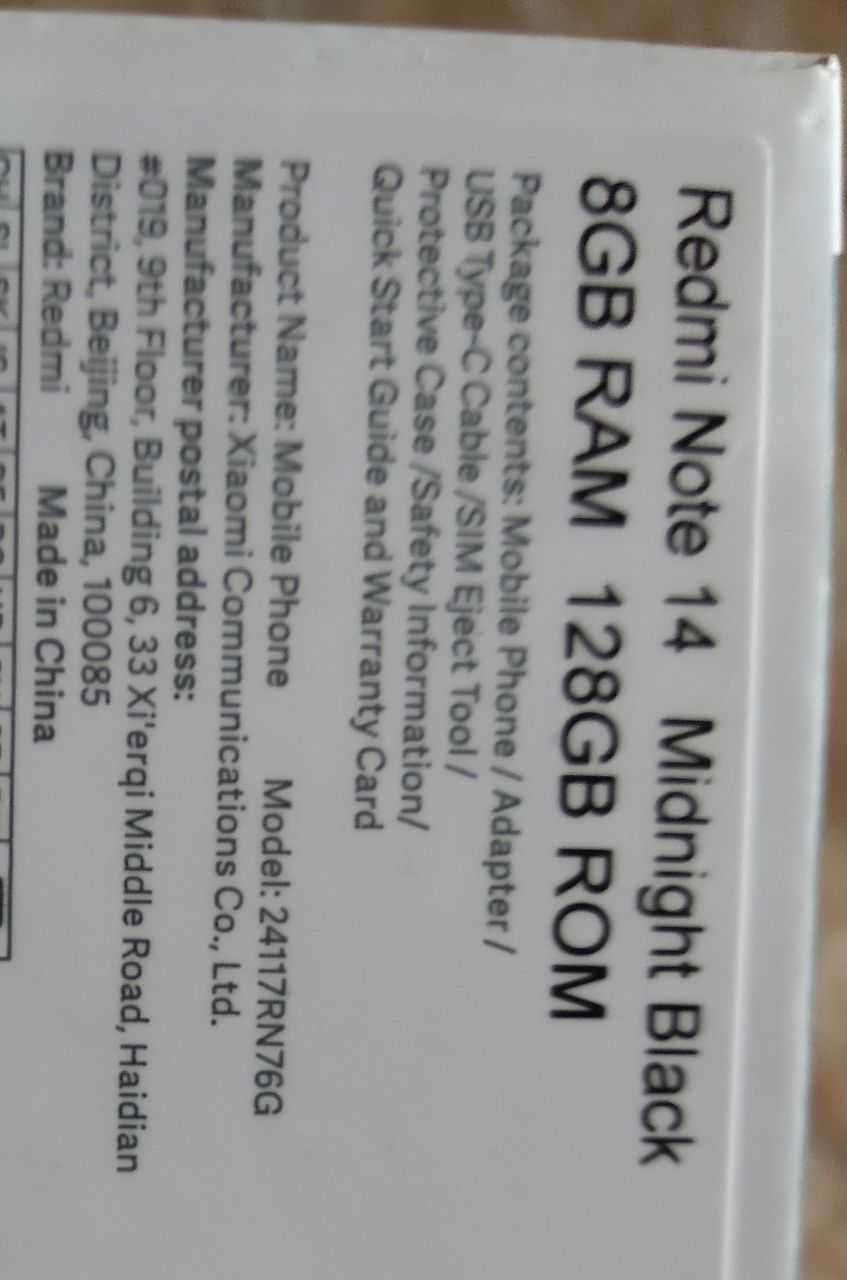 Redmi Note 14 Midnight Black
8GB RAM 128GB ROM
Package contents: Mobile Phone / Adapter /
USB Type-C Cable /SIM Eject Tool /
Protective Case /Safety Information/
Quick Start Guide and Warranty Card
Product Name: Mobile Phone Model: 24117RN76G
Manufacturer: Xiaomi Communications Co., Ltd.
Manufacturer postal address:
#019, 9th Floor, Building 6, 33 Xi'erqi Middle Road, Haidian
District, Beijing, China, 100085
Brand: Redmi Made in China